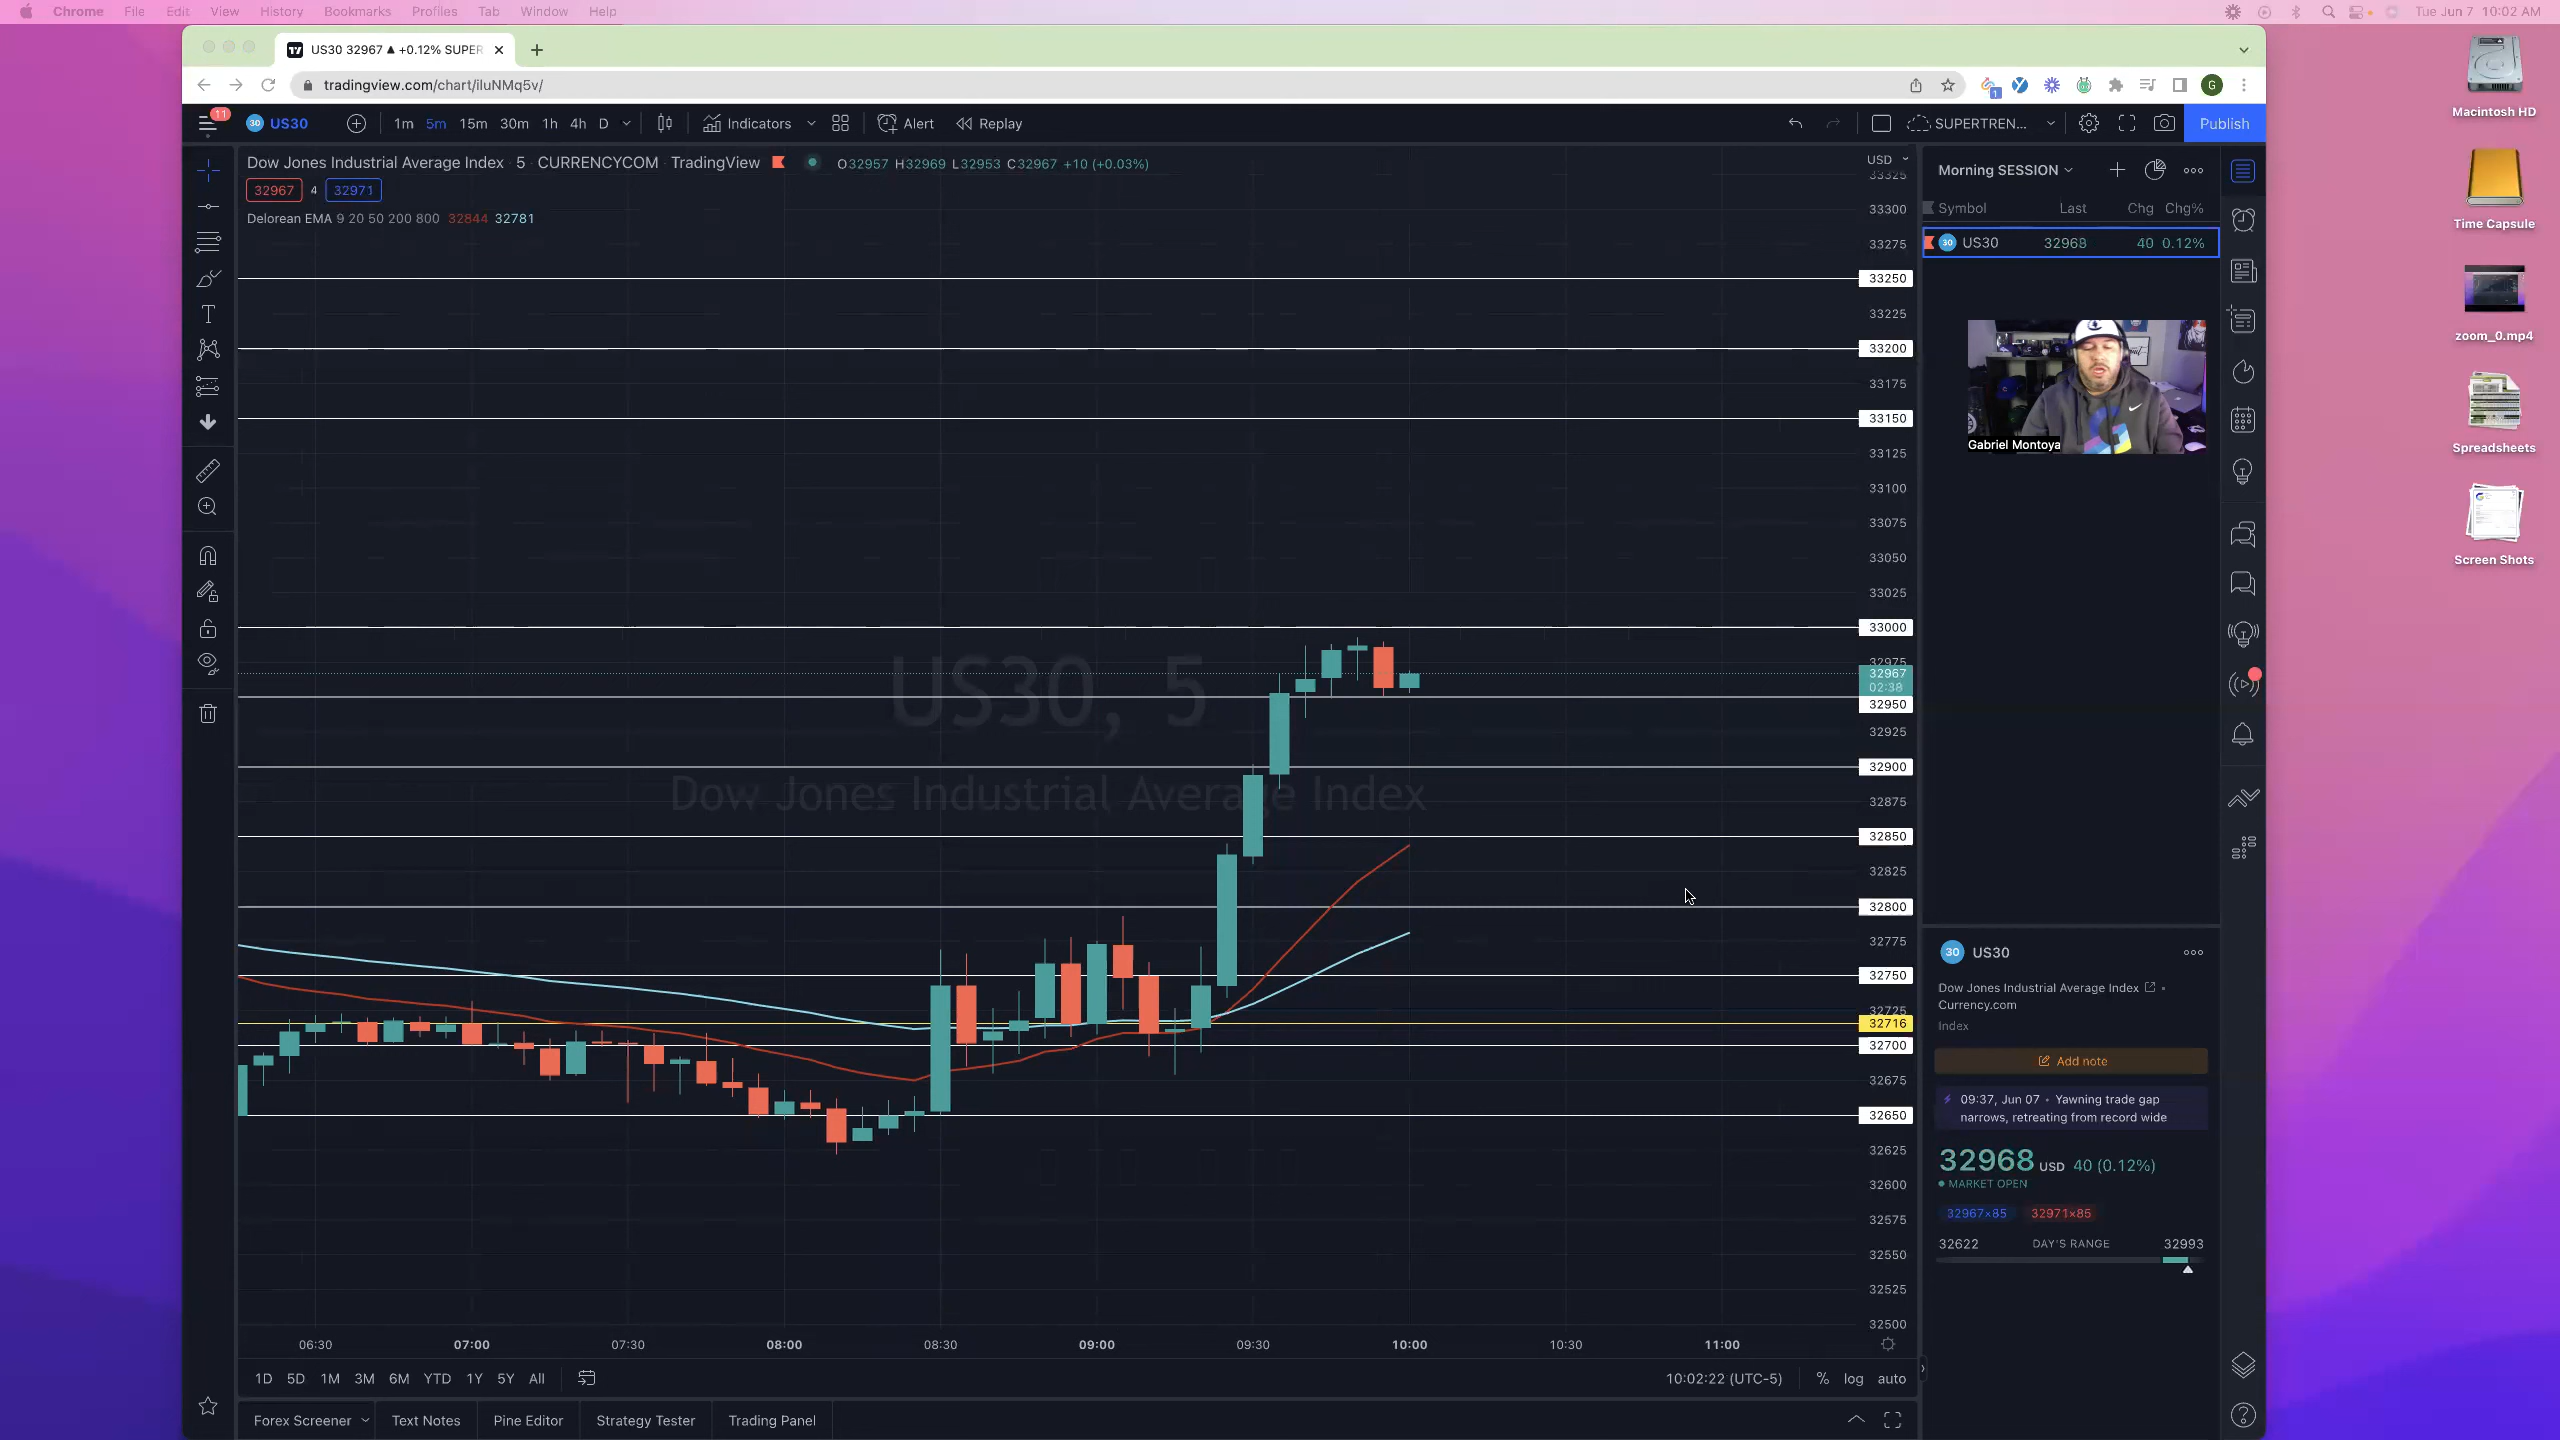 Chrome File Edit View History Bookmarks Profiles Tab Window Help
Tue Jun 7 10:02 AM
US30 32967 ▲ +0.12% SUPER
tradingview.com/chart/iluNMq5v/
11
30 US30 1m 5m 15m 30m 1h 4h D Indicators Alert Replay
SUPERTREN... Publish
Dow Jones Industrial Average Index 5 CURRENCYCOM TradingView
O32957 H32969 L32953 C32967 +10 (+0.03%)
32967 4 32971
Delorean EMA 9 20 50 200 800 32844 32781
US30, 5
Dow Jones Industrial Average Index
USD
33325
33300
33275
33250
33225
33200
33175
33150
33125
33100
33075
33050
33025
33000
32975
32967
02:38
32950
32925
32900
32875
32850
32825
32800
32775
32750
32725
32716
32700
32675
32650
32625
32600
32575
32550
32525
32500
06:30 07:00 07:30 08:00 08:30 09:00 09:30 10:00 10:30 11:00
1D 5D 1M 3M 6M YTD 1Y 5Y All
10:02:22 (UTC-5) % log auto
Forex Screener Text Notes Pine Editor Strategy Tester Trading Panel
Morning SESSION
Symbol Last Chg Chg%
30 US30 32968 40 0.12%
Gabriel Montoya
30 US30
Dow Jones Industrial Average Index
Currency.com
Index
Add note
09:37, Jun 07 • Yawning trade gap
narrows, retreating from record wide
32968 USD 40 (0.12%)
MARKET OPEN
32967×85 32971×85
32622 DAY'S RANGE 32993
Macintosh HD
Time Capsule
zoom_0.mp4
Spreadsheets
Screen Shots